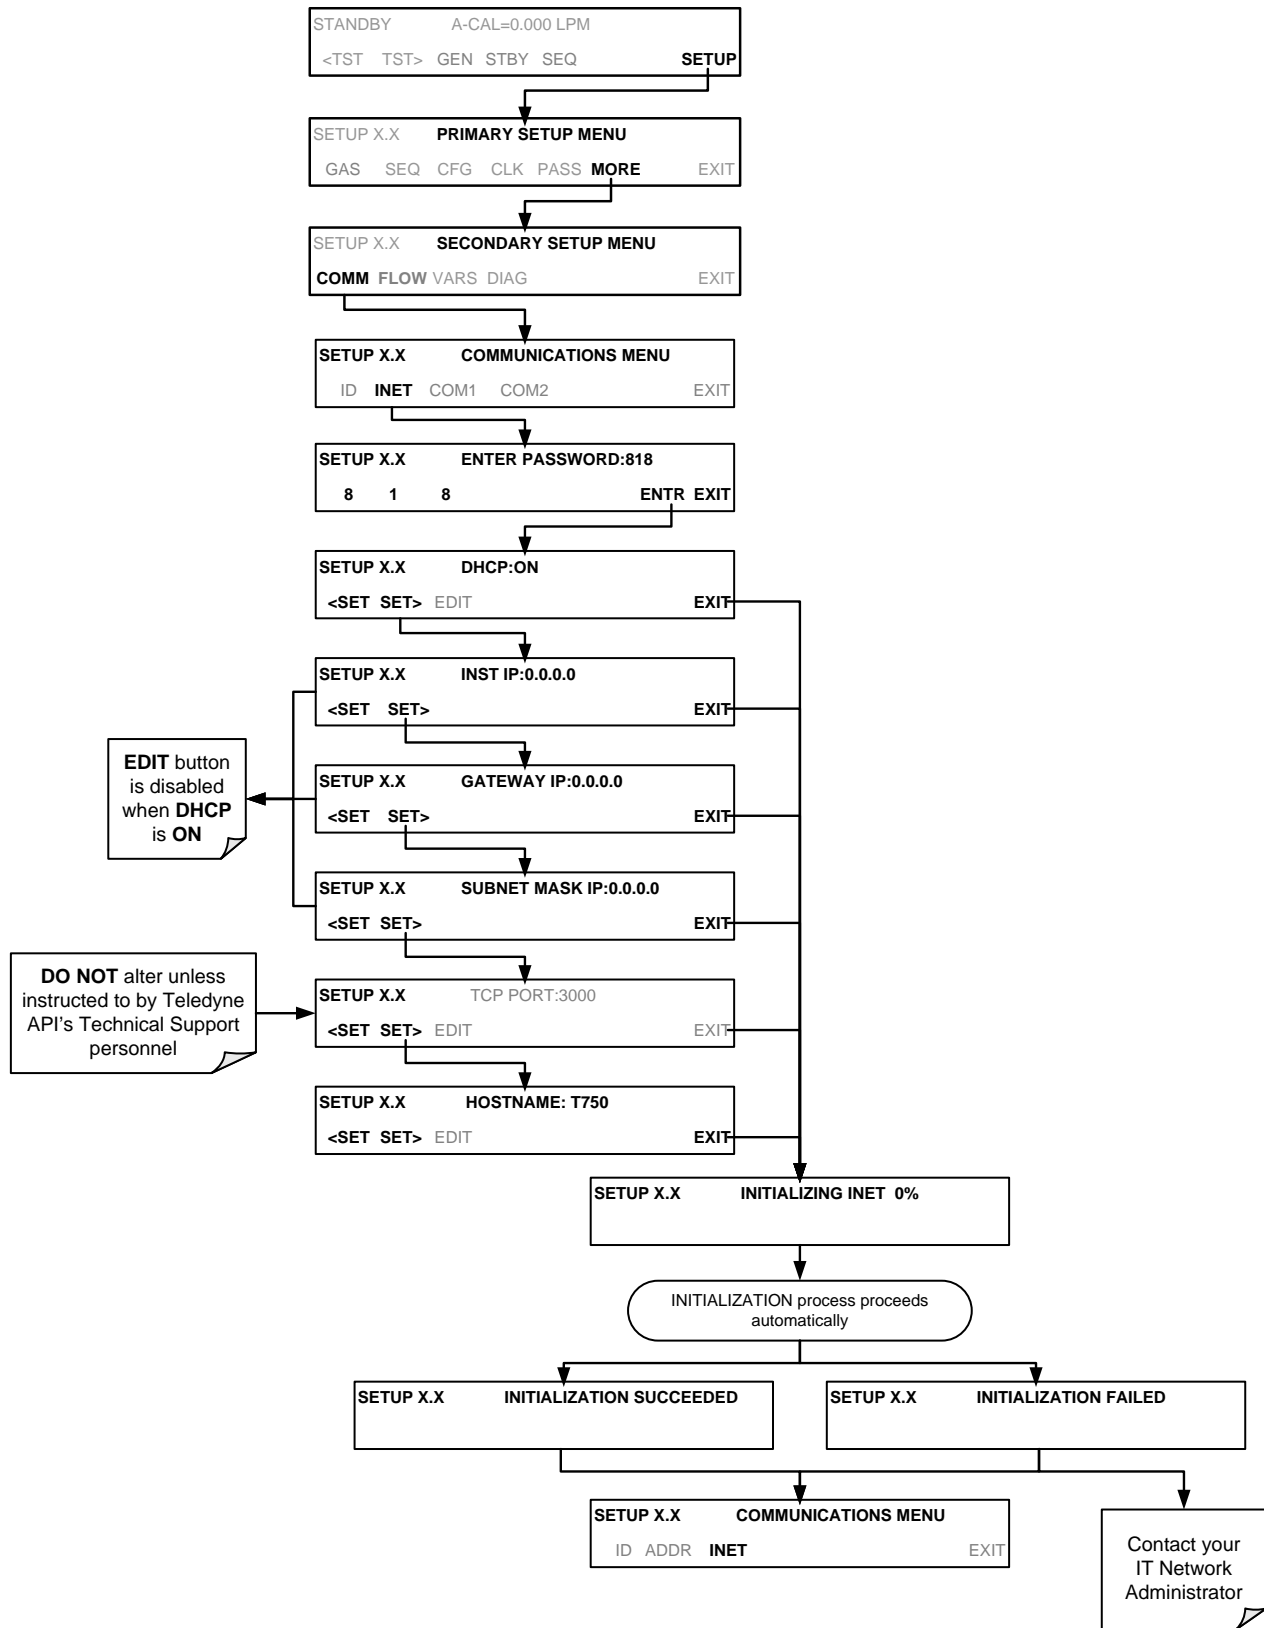 STANDBY A-CAL=0.000 LPM
<TST TST> GEN STBY SEQ SETUP
SETUP X.X PRIMARY SETUP MENU
GAS SEQ CFG CLK PASS MORE EXIT
SETUP X.X SECONDARY SETUP MENU
COMM FLOW VARS DIAG EXIT
SETUP X.X COMMUNICATIONS MENU
ID INET COM1 COM2 EXIT
SETUP X.X ENTER PASSWORD:818
8 1 8 ENTR EXIT
SETUP X.X DHCP:ON
<SET SET> EDIT EXIT
SETUP X.X INST IP:0.0.0.0
<SET SET> EXIT
EDIT button
is disabled
when DHCP
is ON
SETUP X.X GATEWAY IP:0.0.0.0
<SET SET> EXIT
SETUP X.X SUBNET MASK IP:0.0.0.0
<SET SET> EXIT
DO NOT alter unless
instructed to by Teledyne
API's Technical Support
personnel
SETUP X.X TCP PORT:3000
<SET SET> EDIT EXIT
SETUP X.X HOSTNAME: T750
<SET SET> EDIT EXIT
SETUP X.X INITIALIZING INET 0%
INITIALIZATION process proceeds
automatically
SETUP X.X INITIALIZATION SUCCEEDED
SETUP X.X INITIALIZATION FAILED
SETUP X.X COMMUNICATIONS MENU
ID ADDR INET EXIT
Contact your
IT Network
Administrator